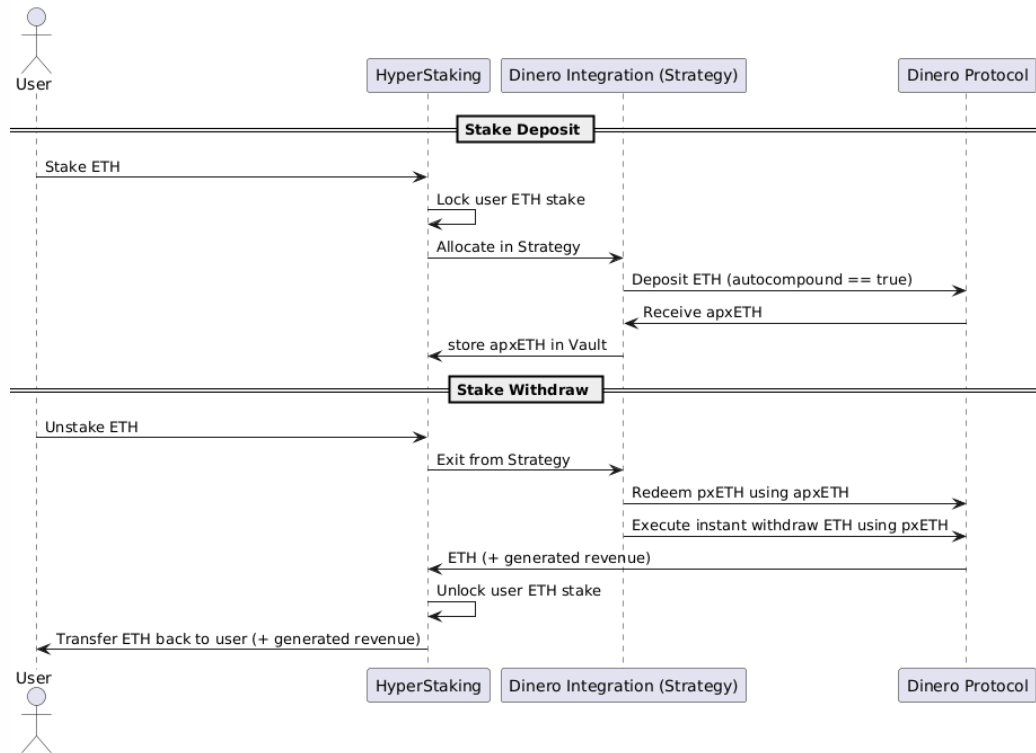 User
HyperStaking
Dinero Integration (Strategy)
Dinero Protocol
Stake Deposit
Stake ETH
Lock user ETH stake
Allocate in Strategy
Deposit ETH (autocompound == true)
Receive apxETH
store apxETH in Vault
Stake Withdraw
Unstake ETH
Exit from Strategy
Redeem pxETH using apxETH
Execute instant withdraw ETH using pxETH
ETH (+ generated revenue)
Unlock user ETH stake
Transfer ETH back to user (+ generated revenue)
User
HyperStaking
Dinero Integration (Strategy)
Dinero Protocol